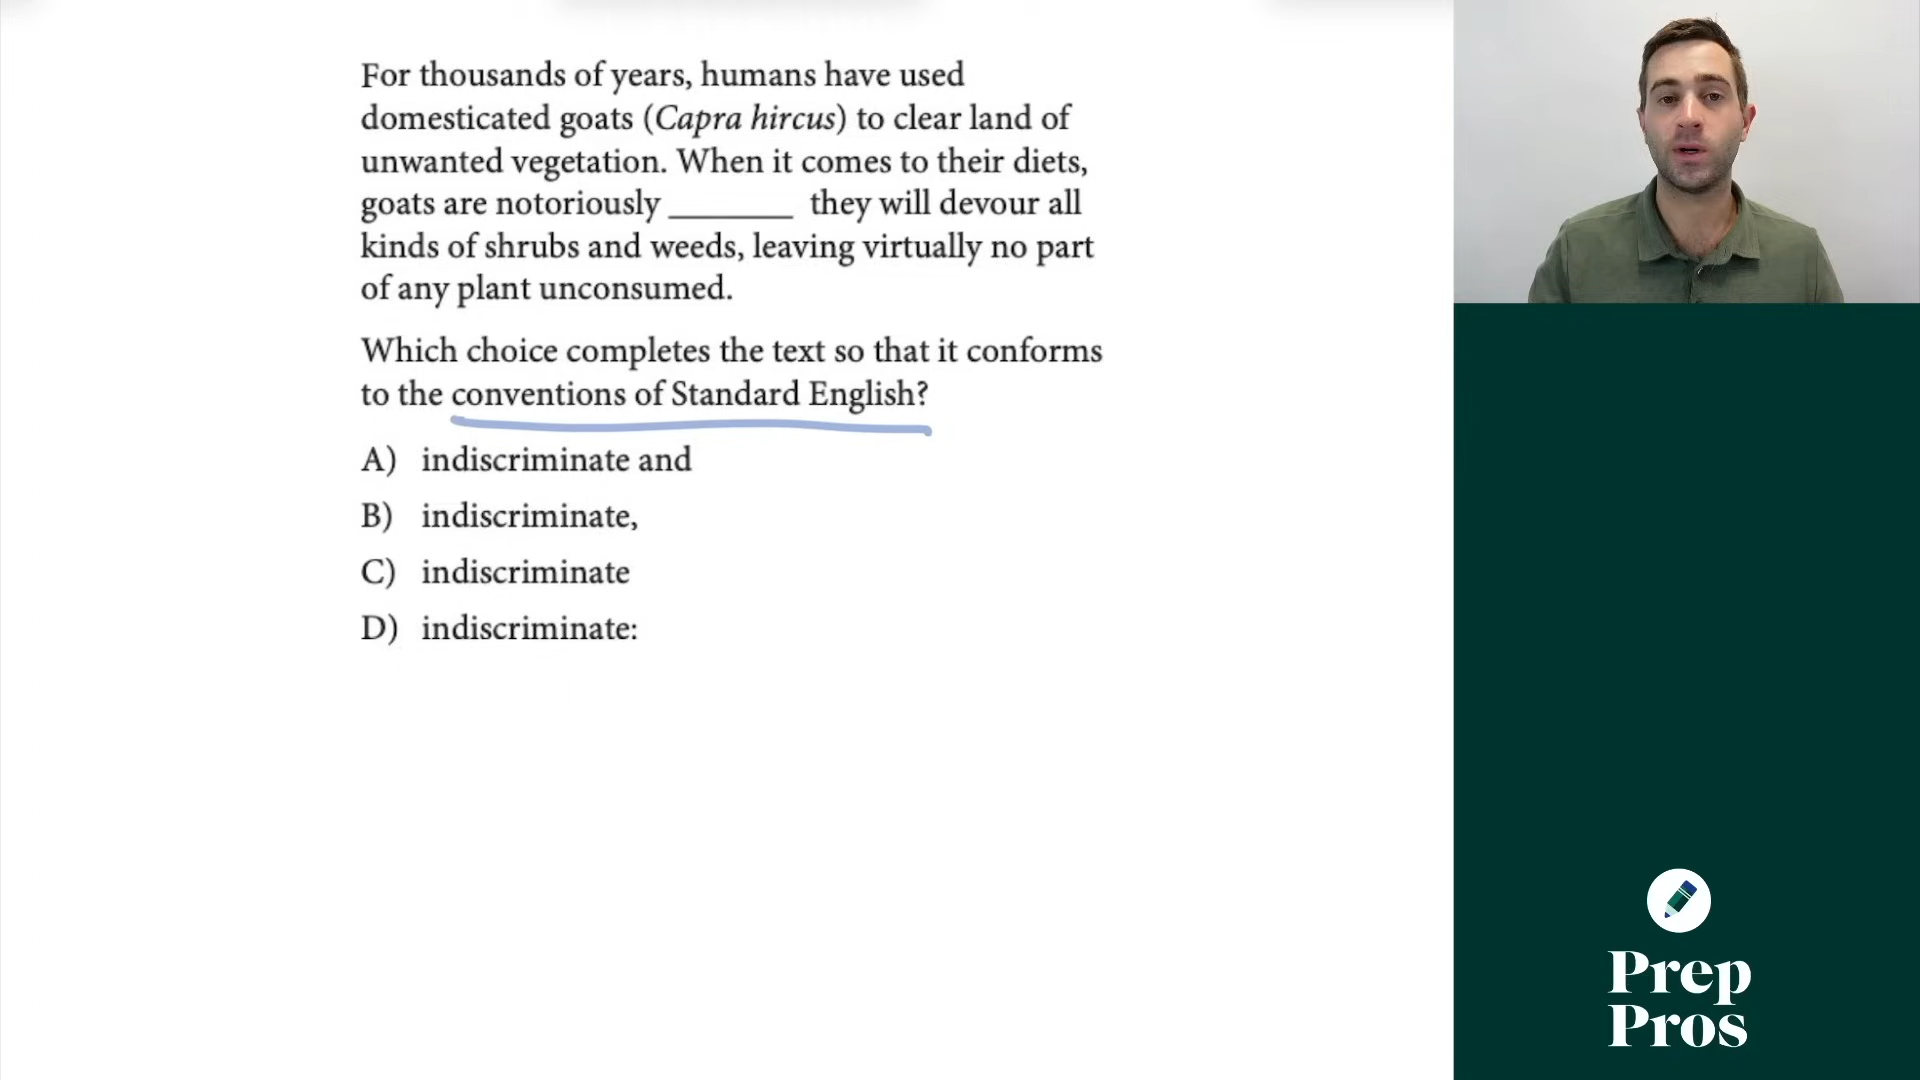 For thousands of years, humans have used
domesticated goats (Capra hircus) to clear land of
unwanted vegetation. When it comes to their diets,
goats are notoriously ________ they will devour all
kinds of shrubs and weeds, leaving virtually no part
of any plant unconsumed.
Which choice completes the text so that it conforms
to the conventions of Standard English?
A) indiscriminate and
B) indiscriminate,
C) indiscriminate
D) indiscriminate:
Prep
Pros